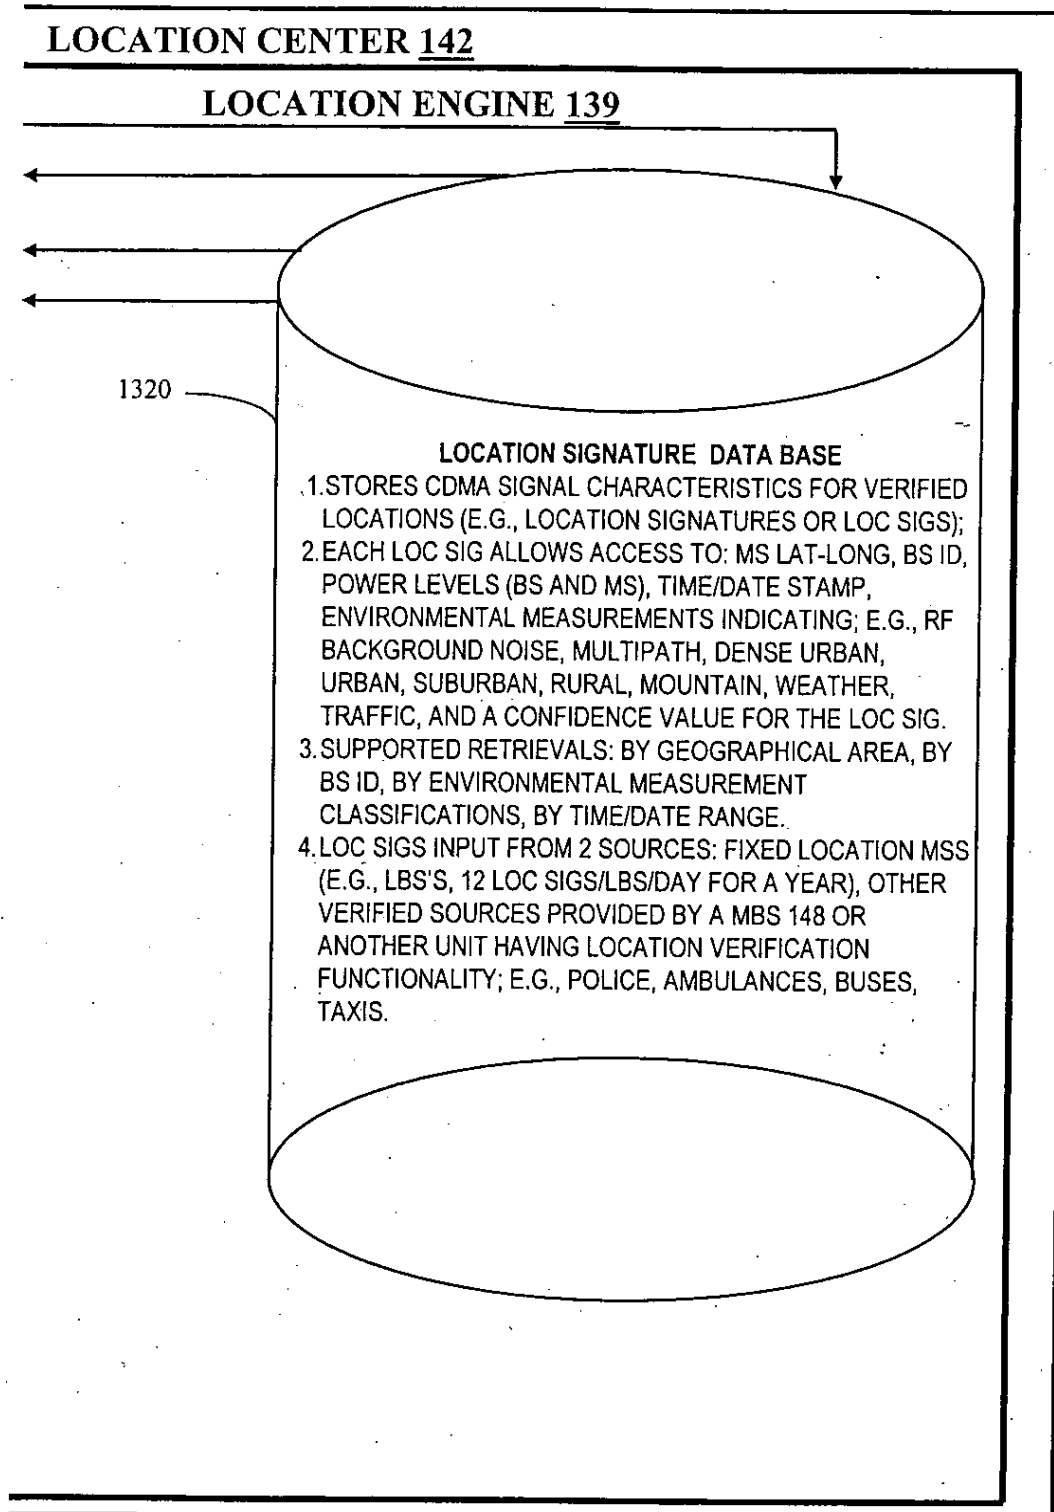 LOCATION CENTER 142
LOCATION ENGINE 139
1320
LOCATION SIGNATURE DATA BASE
1.STORES CDMA SIGNAL CHARACTERISTICS FOR VERIFIED
LOCATIONS (E.G., LOCATION SIGNATURES OR LOC SIGS);
2.EACH LOC SIG ALLOWS ACCESS TO: MS LAT-LONG, BS ID,
POWER LEVELS (BS AND MS), TIME/DATE STAMP,
ENVIRONMENTAL MEASUREMENTS INDICATING; E.G., RF
BACKGROUND NOISE, MULTIPATH, DENSE URBAN,
URBAN, SUBURBAN, RURAL, MOUNTAIN, WEATHER,
TRAFFIC, AND A CONFIDENCE VALUE FOR THE LOC SIG.
3.SUPPORTED RETRIEVALS: BY GEOGRAPHICAL AREA, BY
BS ID, BY ENVIRONMENTAL MEASUREMENT
CLASSIFICATIONS, BY TIME/DATE RANGE.
4.LOC SIGS INPUT FROM 2 SOURCES: FIXED LOCATION MSS
(E.G., LBS'S, 12 LOC SIGS/LBS/DAY FOR A YEAR), OTHER
VERIFIED SOURCES PROVIDED BY A MBS 148 OR
ANOTHER UNIT HAVING LOCATION VERIFICATION
FUNCTIONALITY; E.G., POLICE, AMBULANCES, BUSES,
TAXIS.